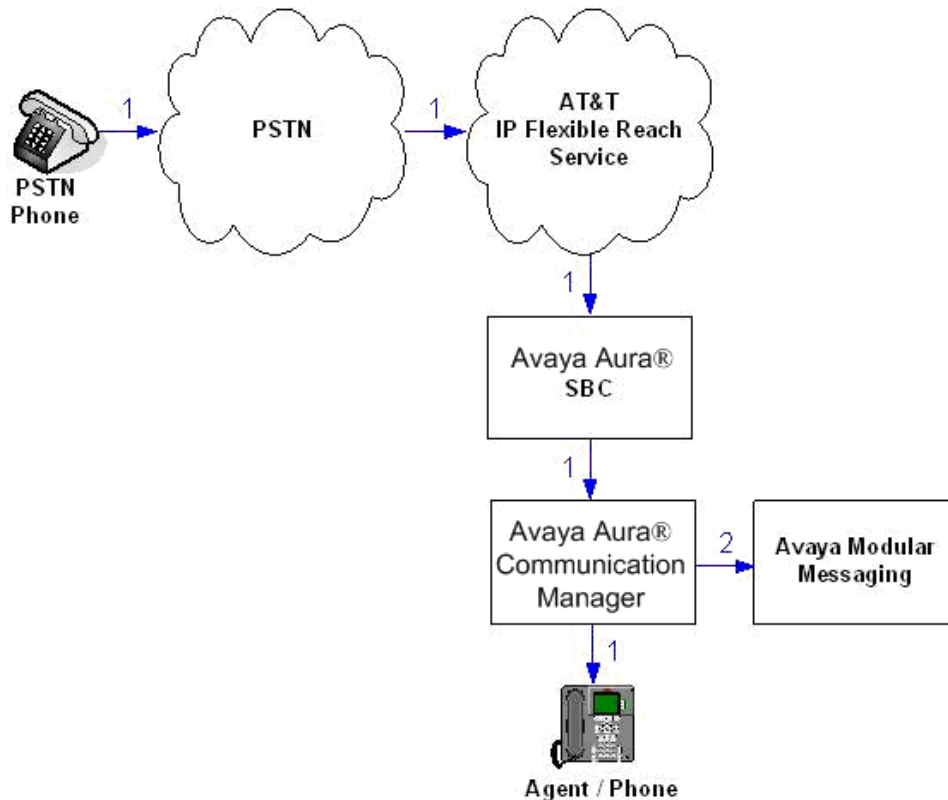 1
1
PSTN
Phone
PSTN
AT&T
IP Flexible Reach
Service
1
Avaya Aura®
SBC
1
Avaya Aura®
Communication
Manager
2
Avaya Modular
Messaging
1
Agent / Phone